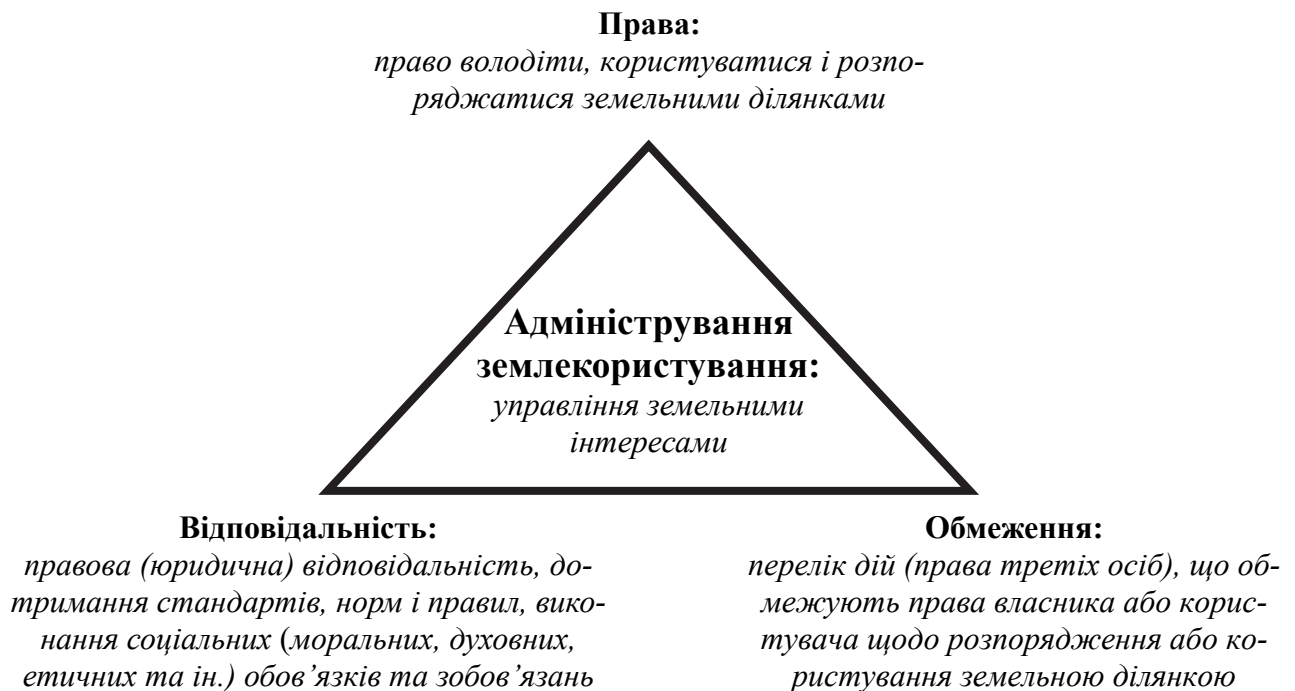 Права:
право володіти, користуватися і розпо-
ряджатися земельними ділянками
Адміністрування
землекористування:
управління земельними
інтересами
Відповідальність:
правова (юридична) відповідальність, до-
тримання стандартів, норм і правил, вико-
нання соціальних (моральних, духовних,
етичних та ін.) обов’язків та зобов’язань
Обмеження:
перелік дій (права третіх осіб), що об-
межують права власника або корис-
тувача щодо розпорядження або ко-
ристування земельною ділянкою